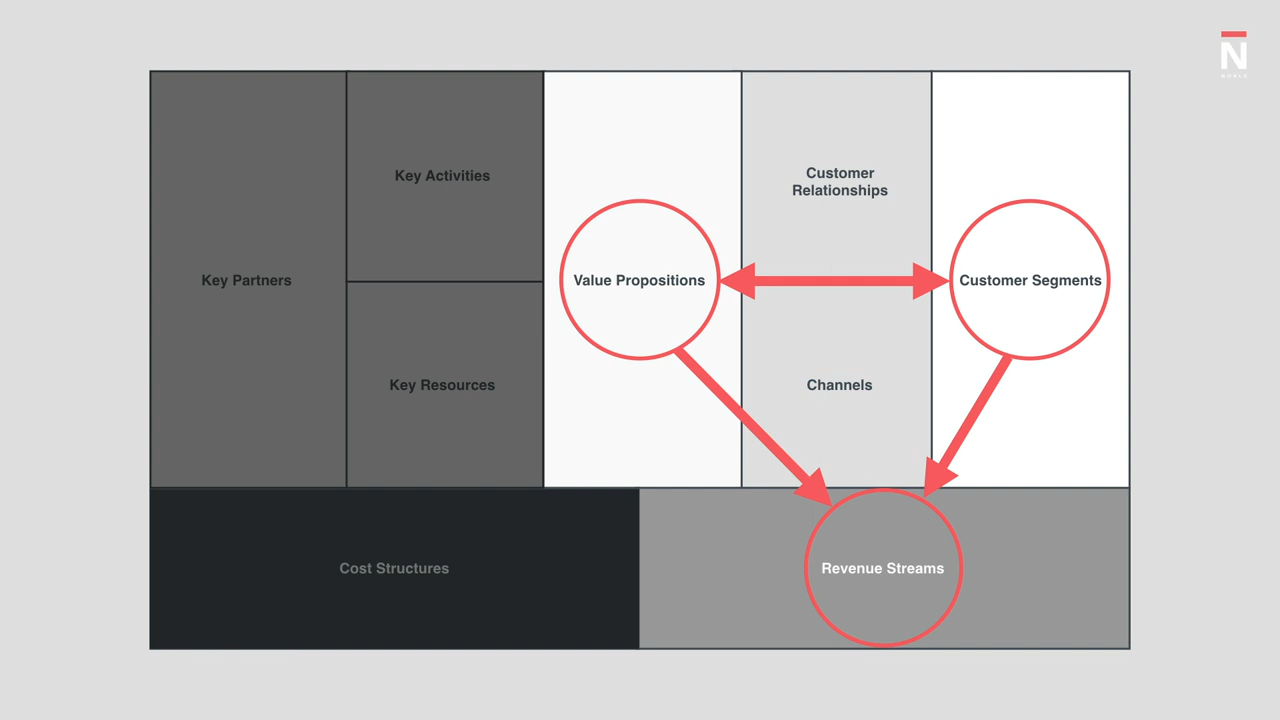 N
Key Partners
Key Activities
Key Resources
Value Propositions
Customer
Relationships
Channels
Customer Segments
Cost Structures
Revenue Streams